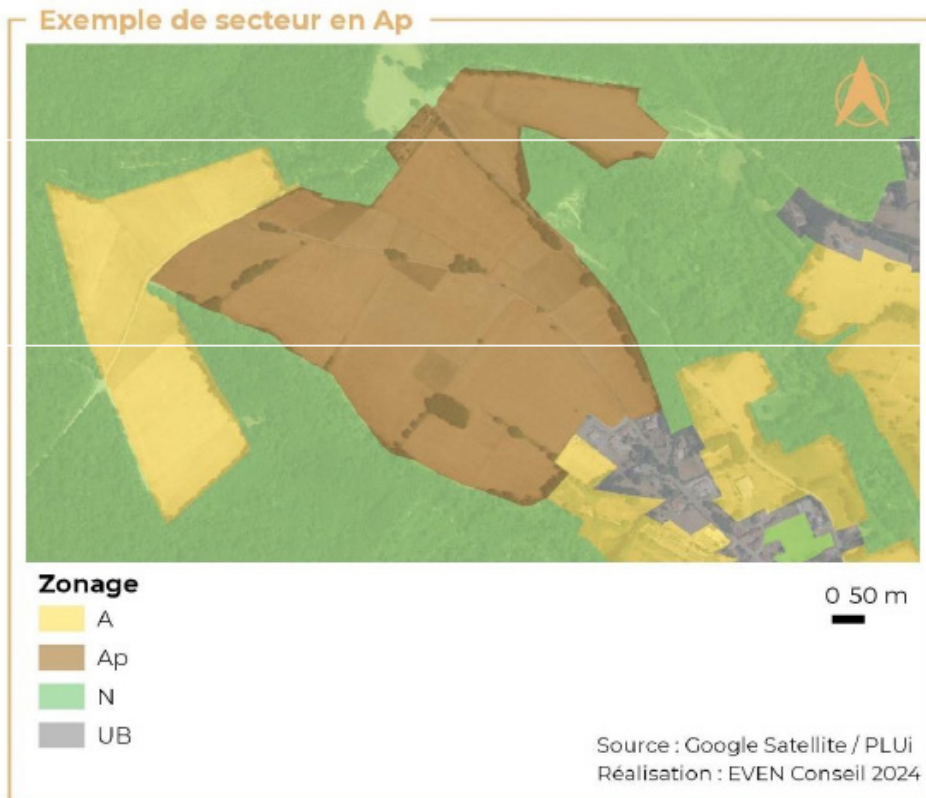 Exemple de secteur en Ap
Zonage
A
Ap
N
UB
0 50 m
Source : Google Satellite / PLUi
Réalisation : EVEN Conseil 2024